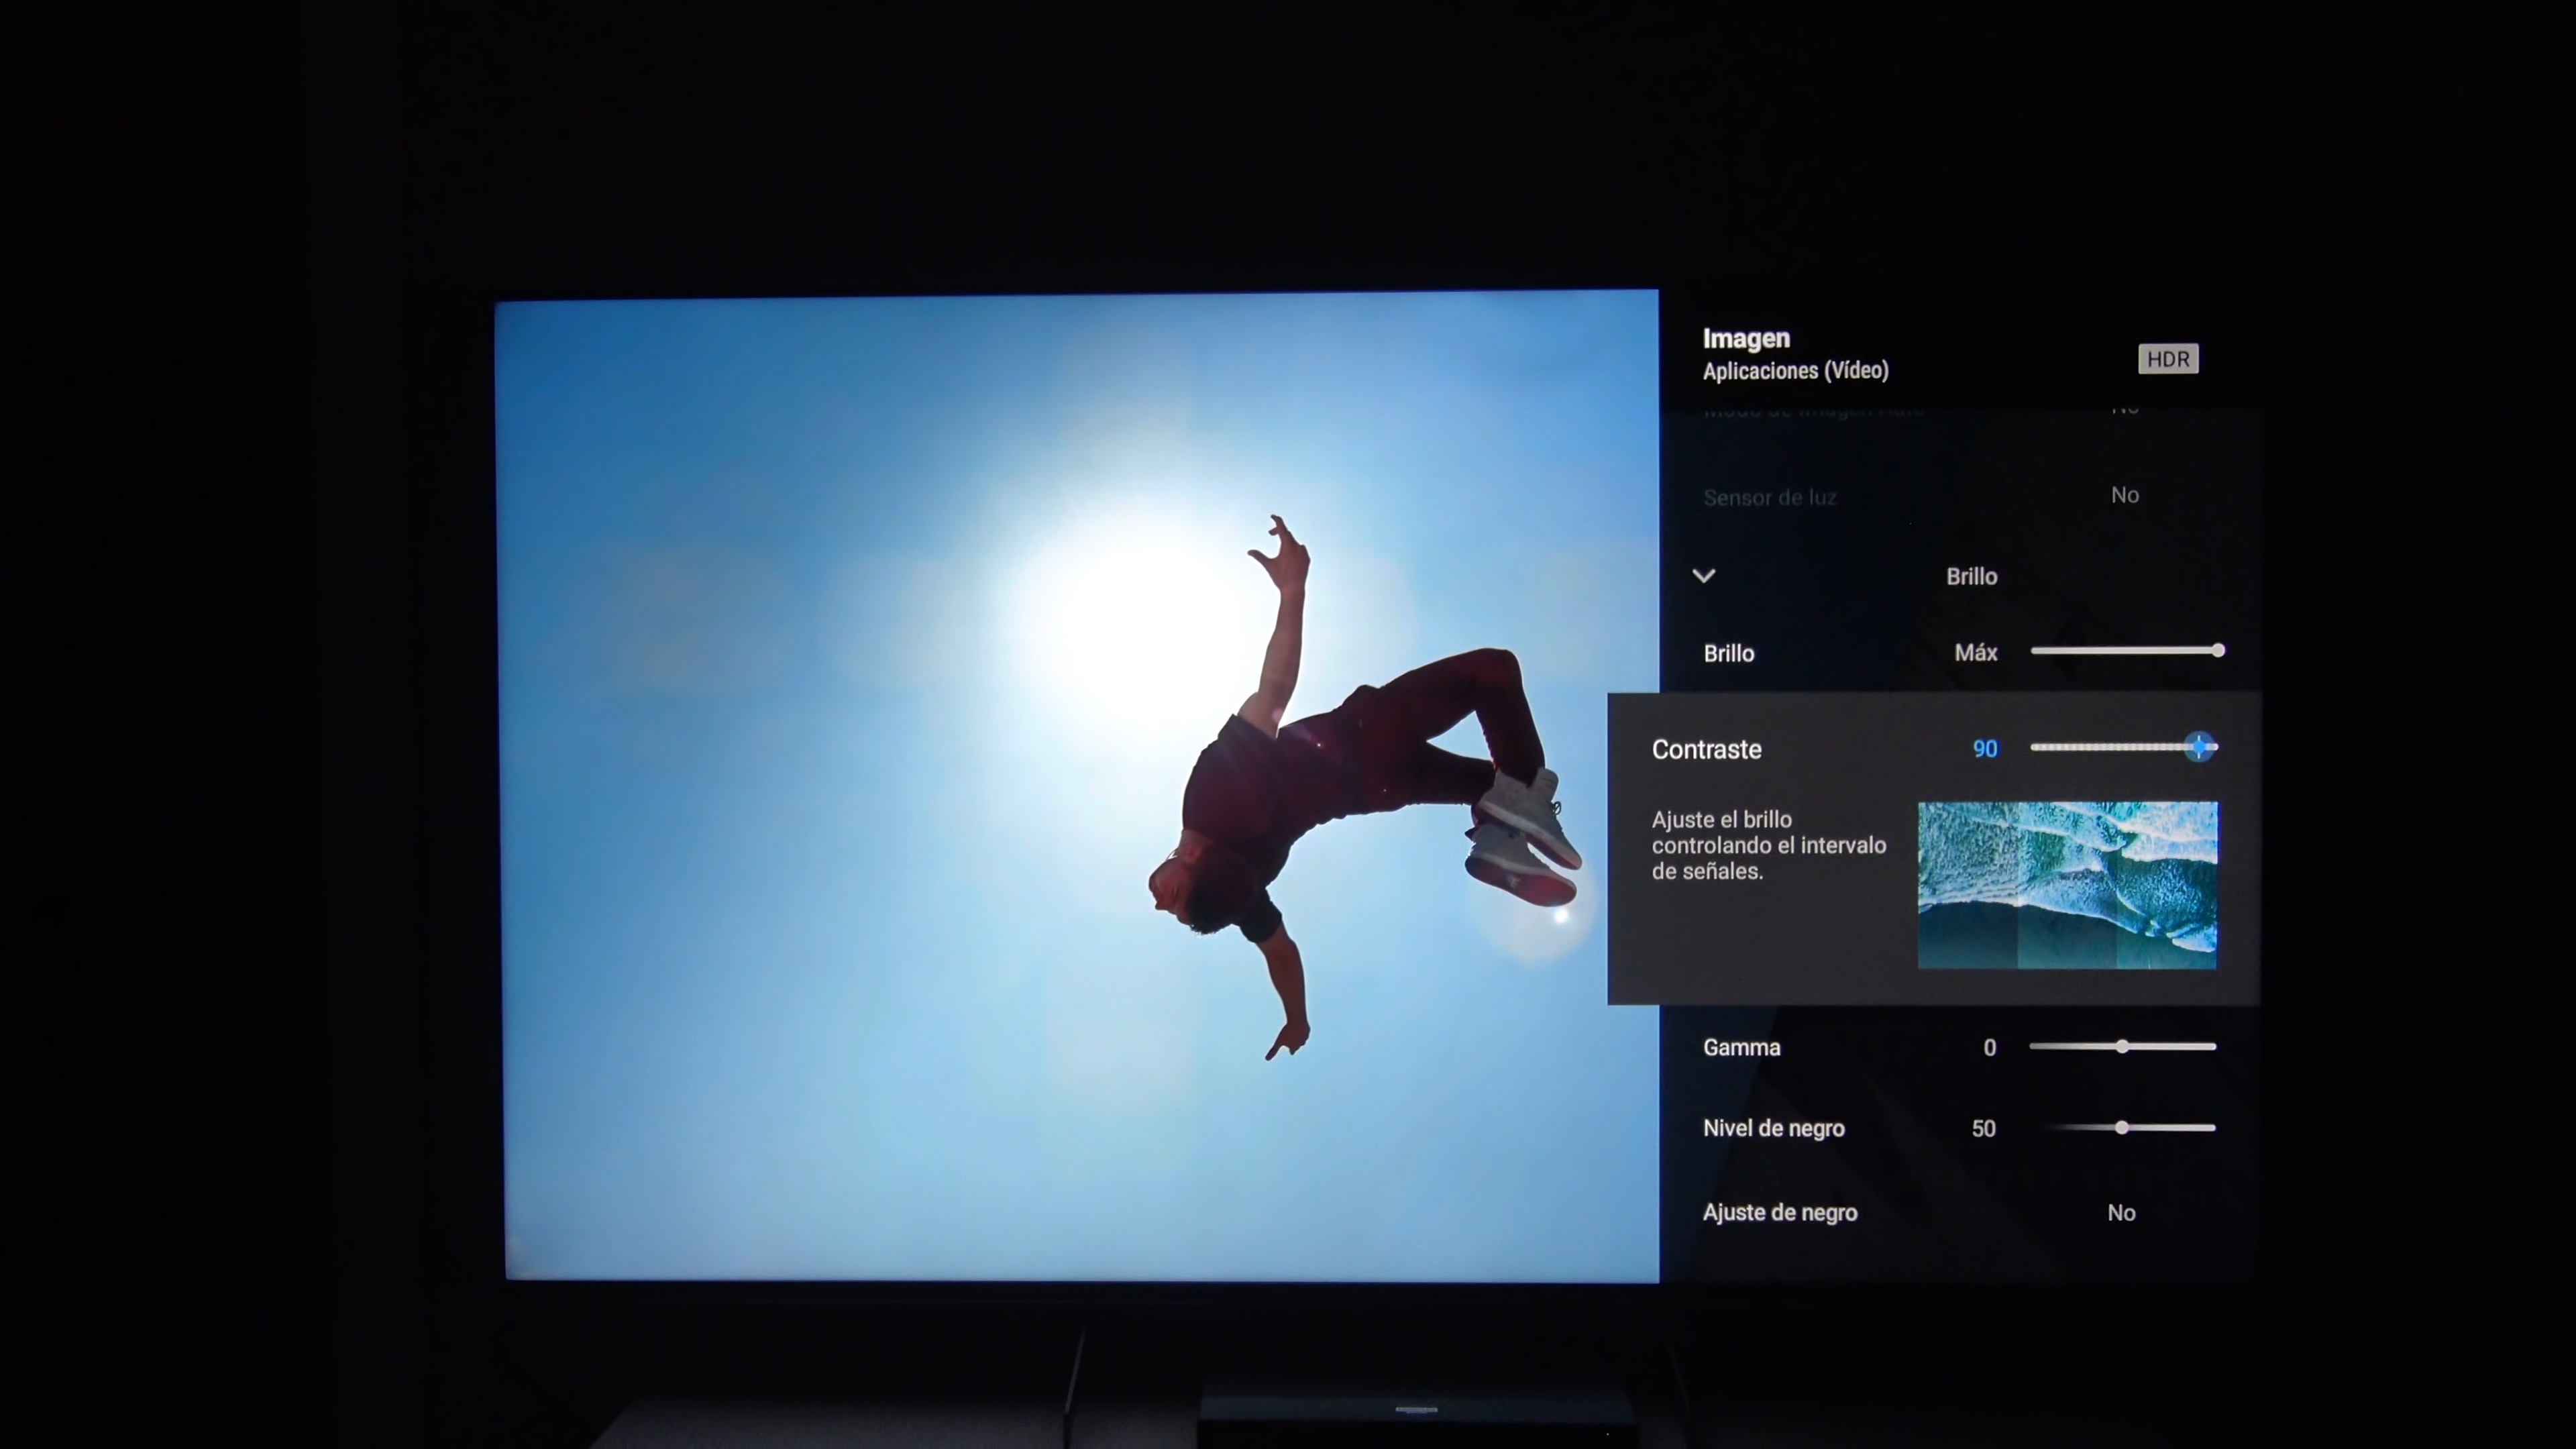 Imagen
Aplicaciones (Vídeo)
HDR
Sensor de luz No
Brillo
Brillo Máx
Contraste 90
Ajuste el brillo
controlando el intervalo
de señales.
Gamma 0
Nivel de negro 50
Ajuste de negro No